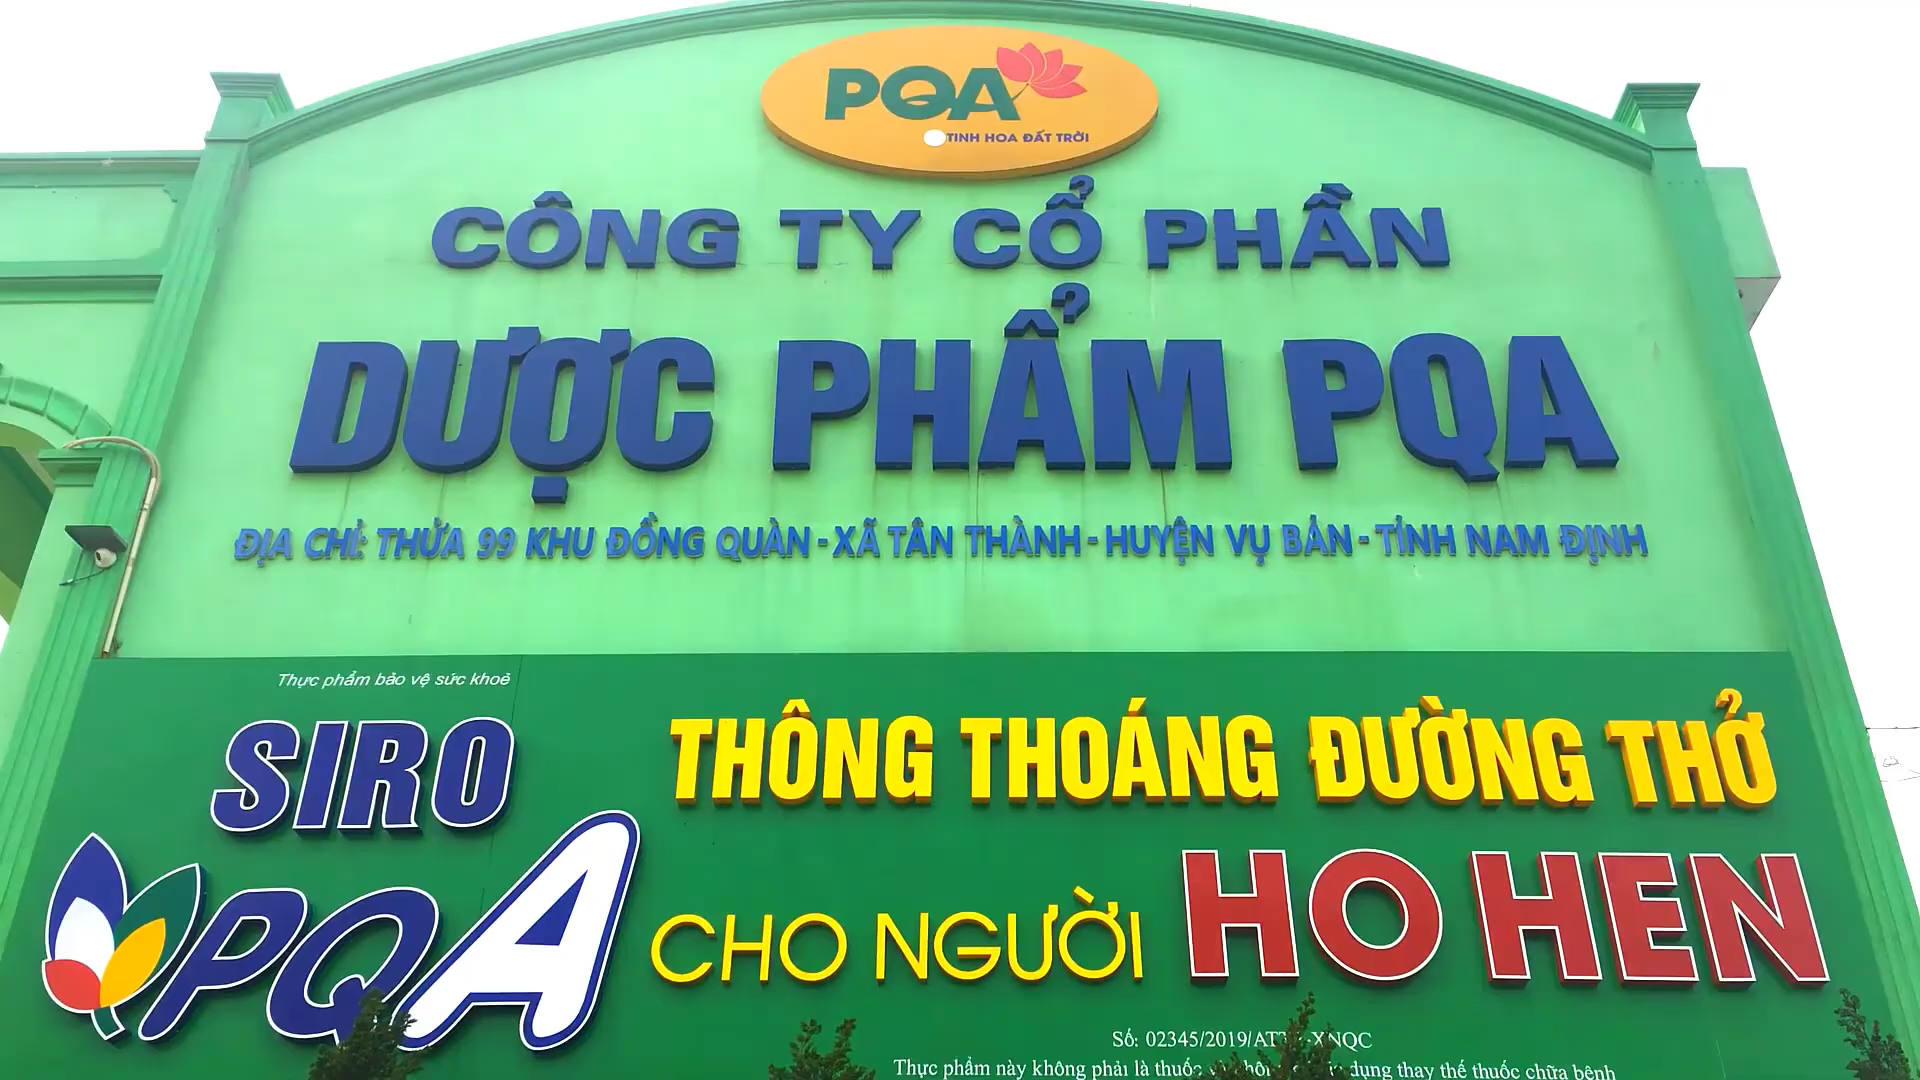 PQA
TINH HOA ĐẤT TRỜI
CÔNG TY CỔ PHẦN
DƯỢC PHẨM PQA
ĐỊA CHỈ: THỬA 99 KHU ĐỒNG QUÀN - XÃ TÂN THÀNH - HUYỆN VỤ BẢN - TỈNH NAM ĐỊNH
Thực phẩm bảo vệ sức khoẻ
SIRO
PQA
THÔNG THOÁNG ĐƯỜNG THỞ
CHO NGƯỜI HO HEN
Số: 02345/2019/
Thực phẩm này không phải là thuốc dụng thay thế thuốc chữa bệnh